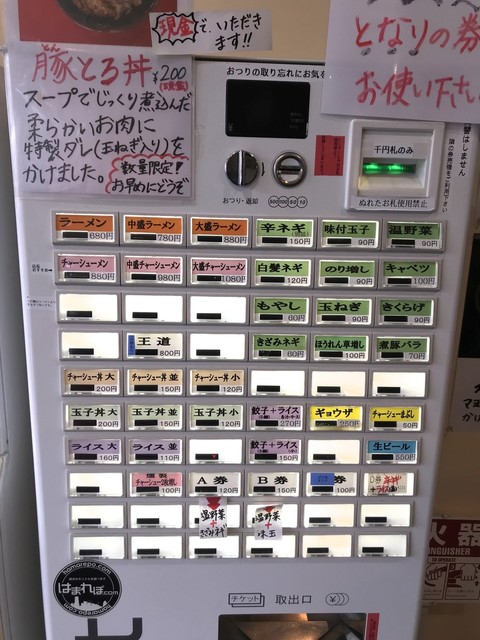 現金で、いただき
ます!!
豚とろ丼 ¥200
スープでじっくり煮込んだ
柔らかいお肉に
特製ダレ(玉ねぎ入り)を
かけました。
数量限定!
お早めにどうぞ
となりの券
お使い下さい
おつりの取り忘れにお気を
千円札のみ
ぬれたお札使用禁止
おつり・返却
ラーメン 680円
中盛ラーメン 780円
大盛ラーメン 880円
辛ネギ 150円
味付玉子 90円
温野菜 90円
チャーシューメン 880円
中盛チャーシューメン 980円
大盛チャーシューメン 1080円
白髪ネギ 120円
のり増し 90円
キャベツ 100円
もやし 60円
玉ねぎ 90円
きくらげ 90円
王道 800円
きざみネギ 60円
ほうれん草増し 100円
煮豚バラ 70円
チャーシュー丼 大 200円
チャーシュー丼 並 150円
チャーシュー丼 小 120円
玉子丼 大 200円
玉子丼 並 150円
玉子丼 小 120円
餃子+ライス 270円
ギョウザ 250円
チャーシューまぶし 50円
ライス 大 160円
ライス 並 110円
餃子+ライス 150円
生ビール 550円
A 券 120円
B 券 150円
券 100円
D券
+ライス
温野菜
+
きざみネギ
温野菜
+
味玉
hamarepo.com
はまれぽ.com
チケット 取出口
火
EXTINGUISHER